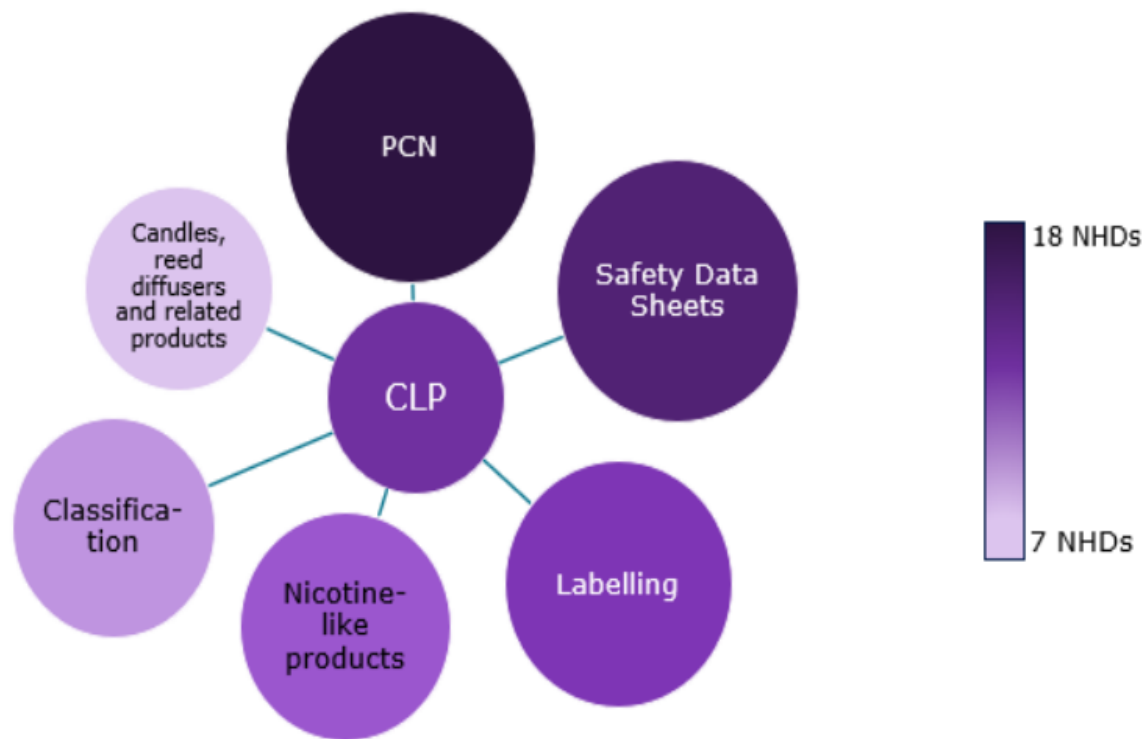 PCN
Safety Data
Sheets
Candles,
reed
diffusers
and related
products
CLP
Classifica-
tion
Nicotine-
like
products
Labelling
18 NHDs
7 NHDs